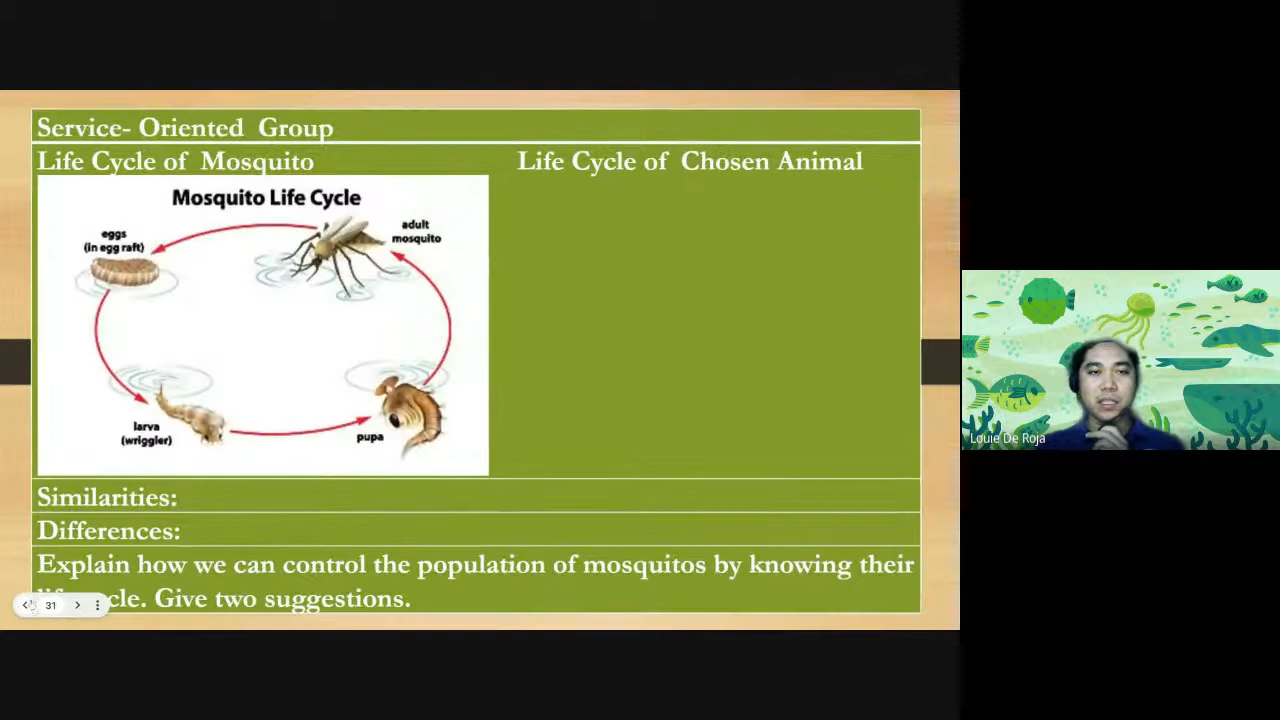 Service- Oriented Group
Life Cycle of Mosquito
Life Cycle of Chosen Animal
Mosquito Life Cycle
eggs
(in egg raft)
adult
mosquito
larva
(wriggler)
pupa
Similarities:
Differences:
Explain how we can control the population of mosquitos by knowing their
cle. Give two suggestions.
31
Louie De Roja